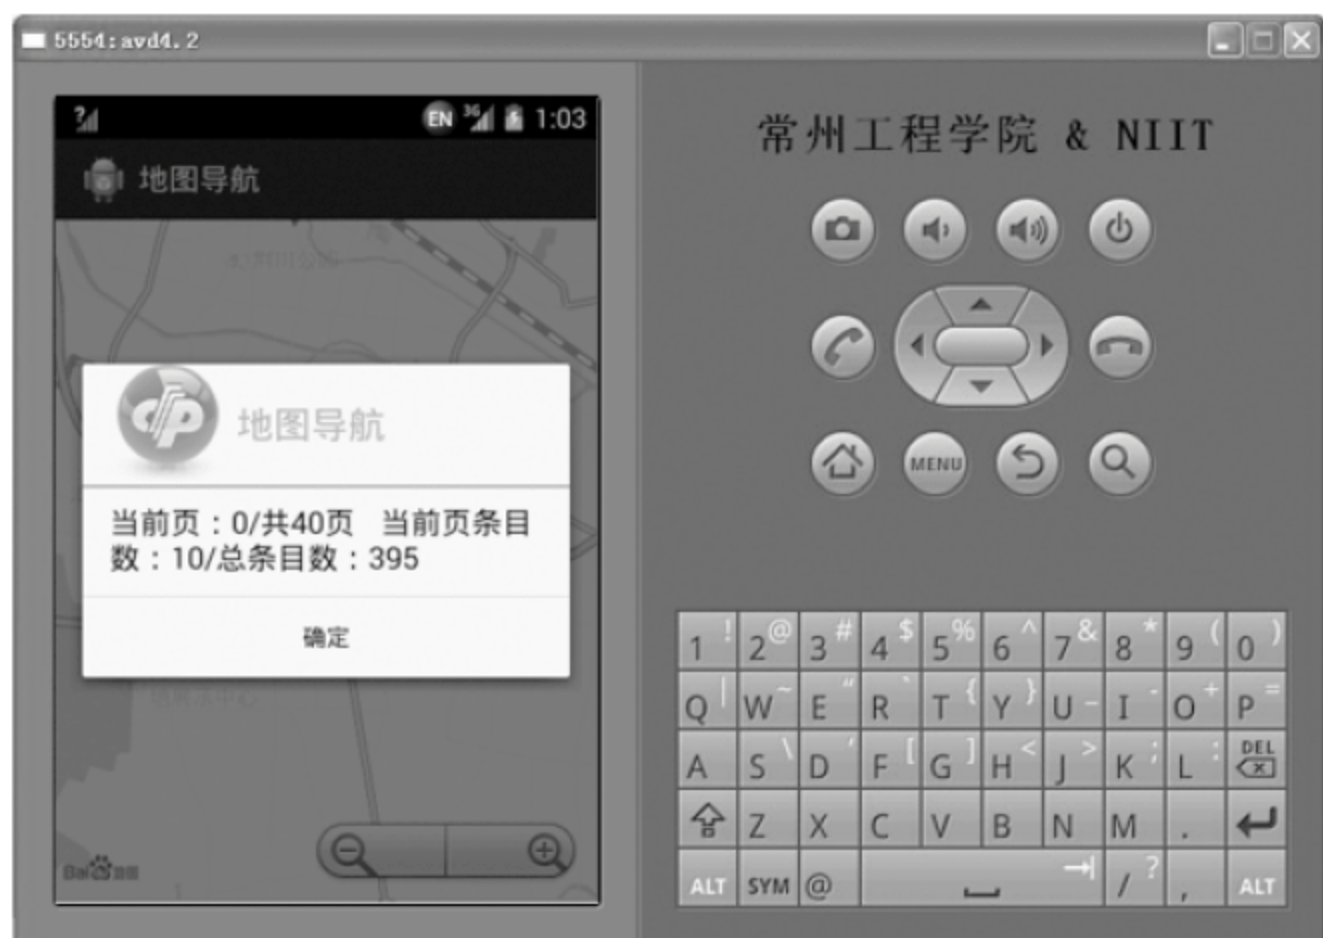 5554:avd4.2
?
EN 3G 1:03
地图导航
常州工程学院 & NIIT
地图导航
当前页：0/共40页 当前页条目
数：10/总条目数：395
确定
MENU
1 ! 2 @ 3 # 4 $ 5 % 6 ^ 7 & 8 * 9 ( 0 )
Q | W ~ E “ R ` T { Y } U _ I - O + P =
A S \ D ' F [ G ] H < J > K ; L : DEL
Z X C V B N M .
ALT SYM @ / ? , ALT